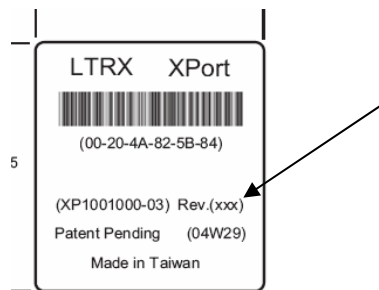 LTRX XPort
(00-20-4A-82-5B-84)
5
(XP1001000-03) Rev.(xxx)
Patent Pending (04W29)
Made in Taiwan